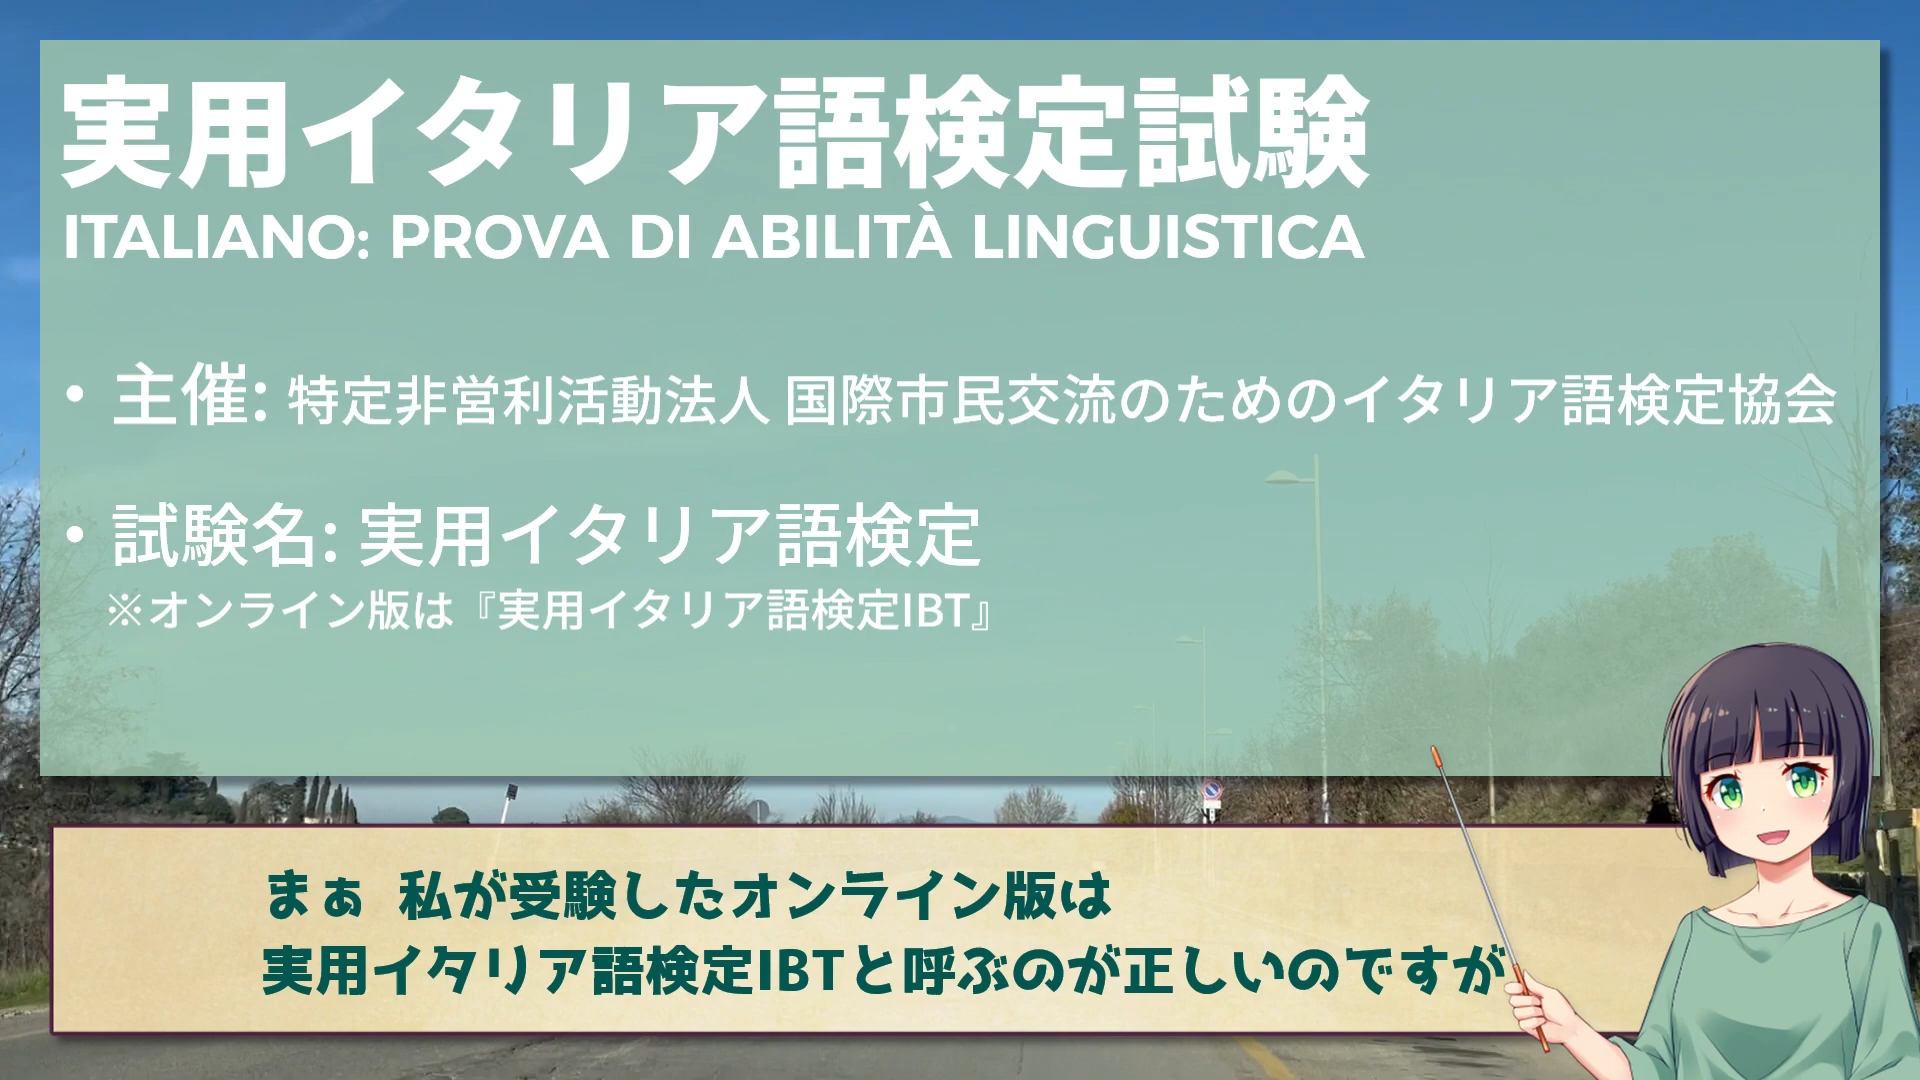 実用イタリア語検定試験
ITALIANO: PROVA DI ABILITÀ LINGUISTICA
• 主催: 特定非営利活動法人 国際市民交流のためのイタリア語検定協会
• 試験名: 実用イタリア語検定
※オンライン版は『実用イタリア語検定IBT』
まぁ 私が受験したオンライン版は
実用イタリア語検定IBTと呼ぶのが正しいのですが